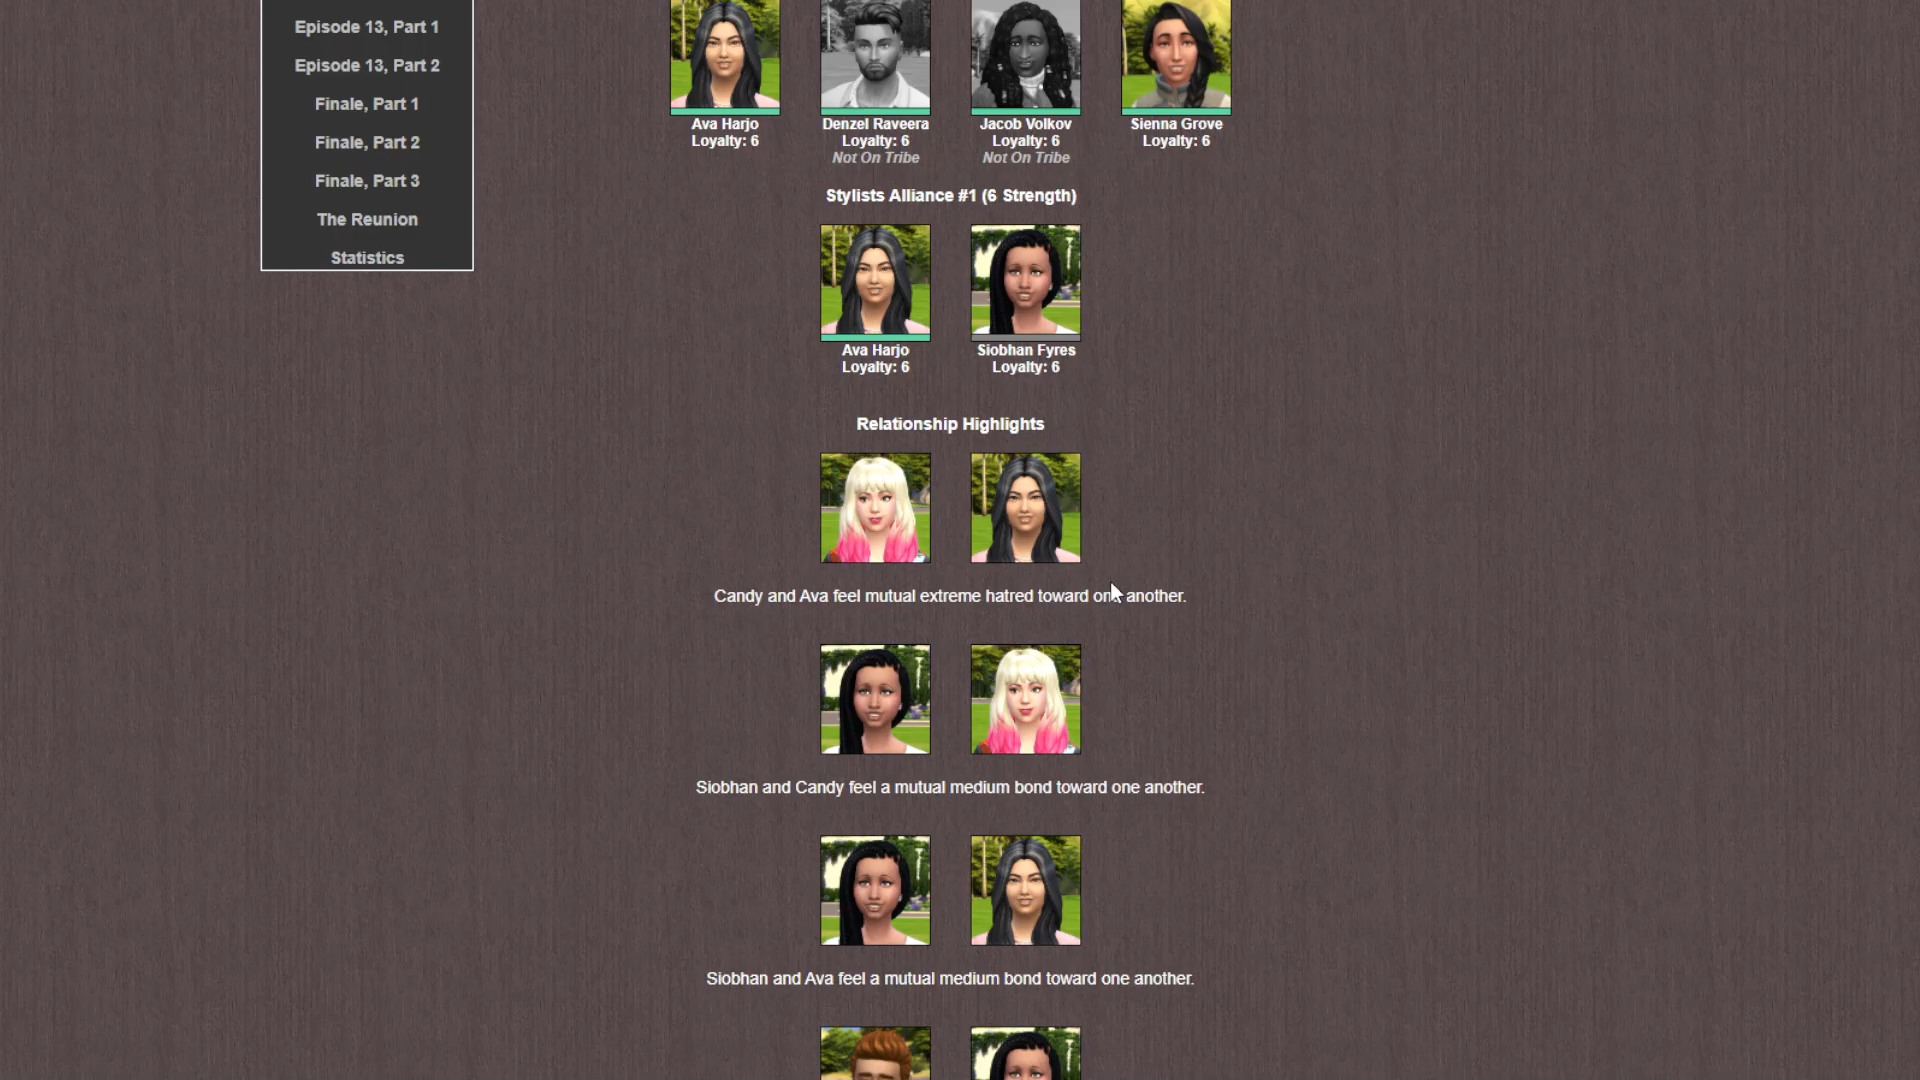 Episode 13, Part 1
Episode 13, Part 2
Finale, Part 1
Finale, Part 2
Finale, Part 3
The Reunion
Statistics
Ava Harjo
Loyalty: 6
Denzel Raveera
Loyalty: 6
Not On Tribe
Jacob Volkov
Loyalty: 6
Not On Tribe
Sienna Grove
Loyalty: 6
Stylists Alliance #1 (6 Strength)
Ava Harjo
Loyalty: 6
Siobhan Fyres
Loyalty: 6
Relationship Highlights
Candy and Ava feel mutual extreme hatred toward one another.
Siobhan and Candy feel a mutual medium bond toward one another.
Siobhan and Ava feel a mutual medium bond toward one another.